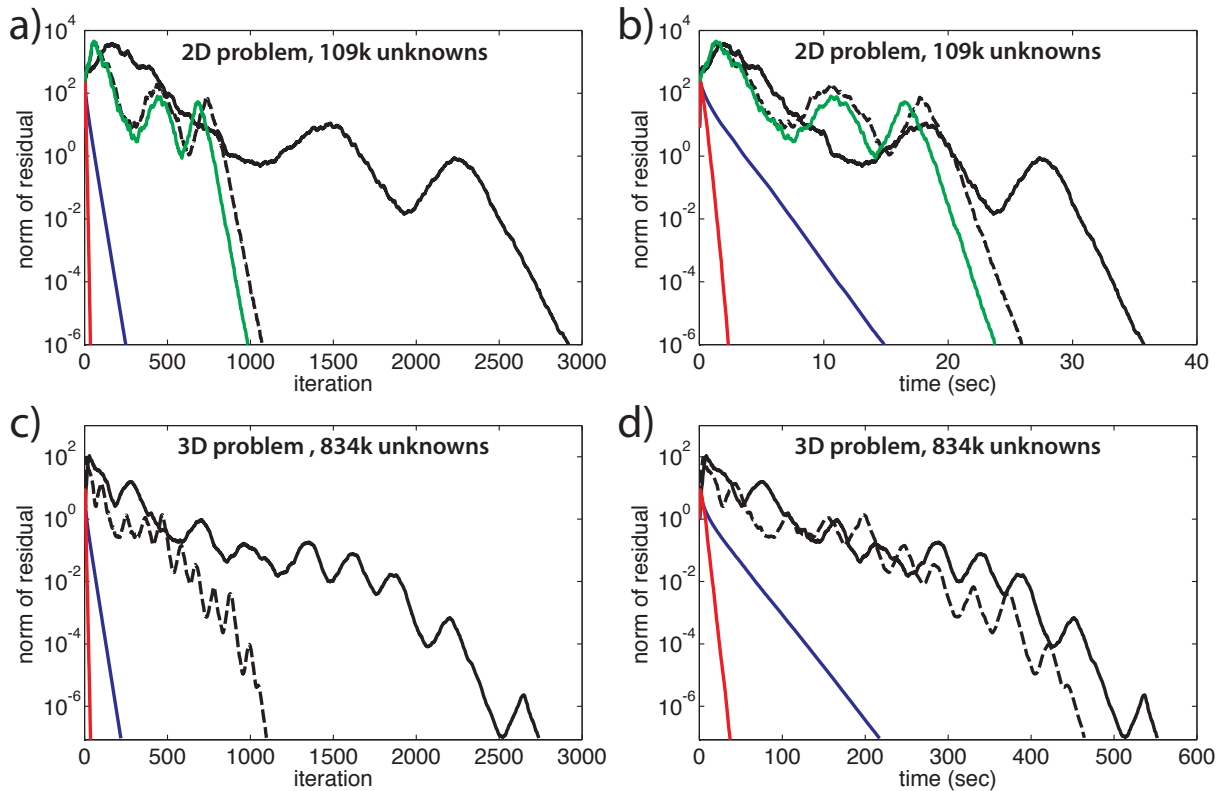 a)
2D problem, 109k unknowns
norm of residual
10^4
10^2
10^0
10^-2
10^-4
10^-6
0 500 1000 1500 2000 2500 3000
iteration
b)
2D problem, 109k unknowns
norm of residual
10^4
10^2
10^0
10^-2
10^-4
10^-6
0 10 20 30 40
time (sec)
c)
3D problem , 834k unknowns
norm of residual
10^2
10^0
10^-2
10^-4
10^-6
0 500 1000 1500 2000 2500 3000
iteration
d)
3D problem, 834k unknowns
norm of residual
10^2
10^0
10^-2
10^-4
10^-6
0 100 200 300 400 500 600
time (sec)